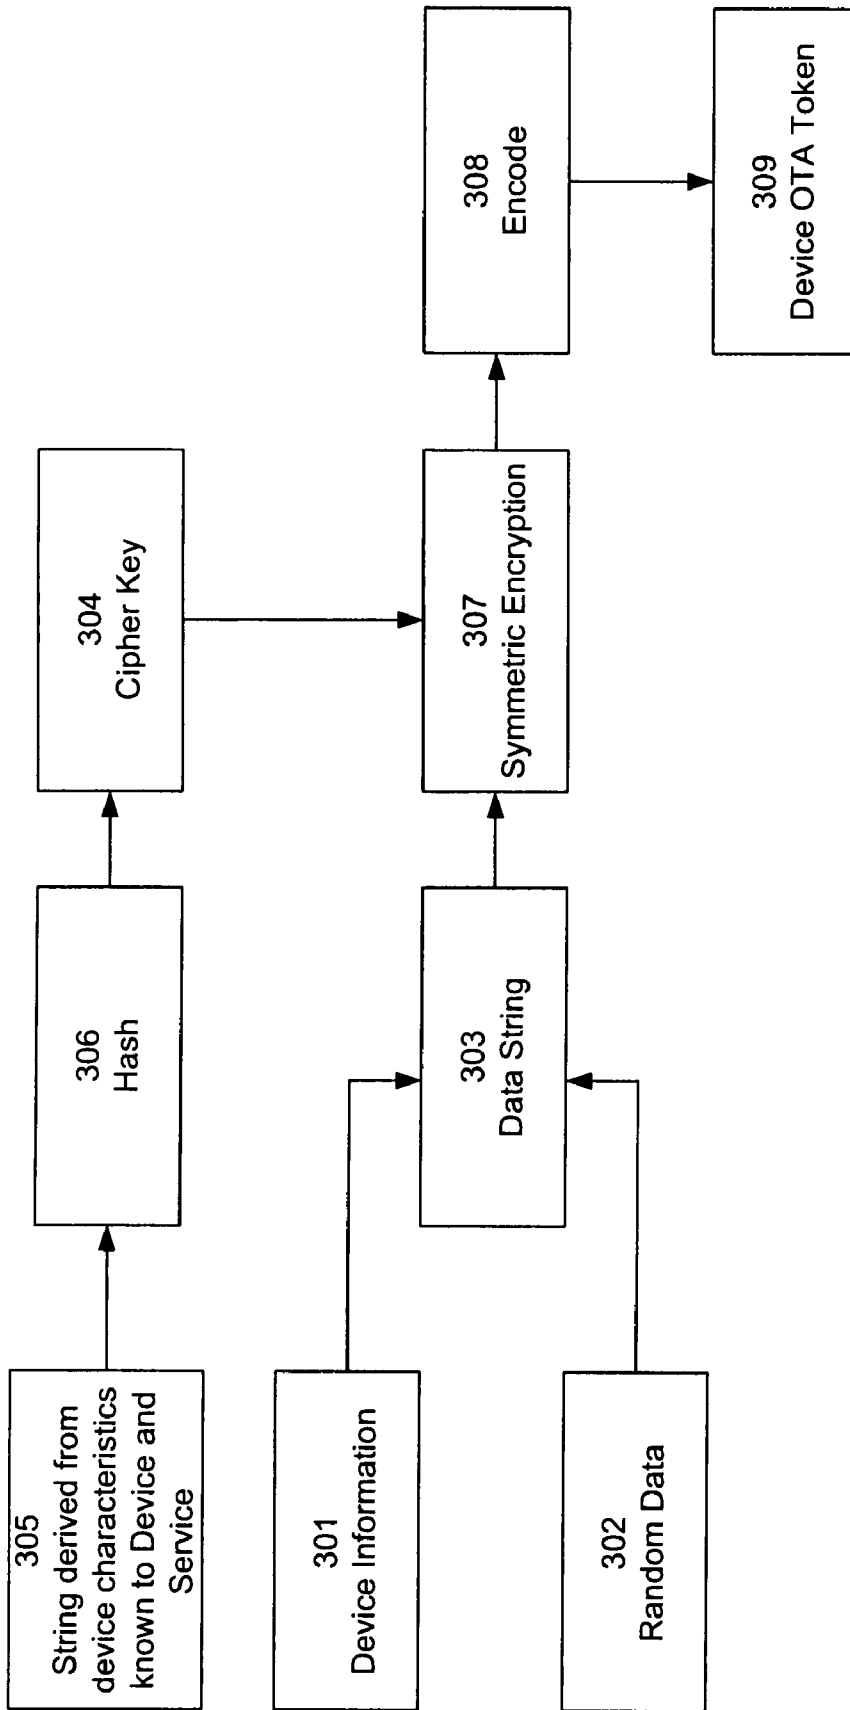 305
String derived from
device characteristics
known to Device and
Service
306
Hash
304
Cipher Key
301
Device Information
302
Random Data
303
Data String
307
Symmetric Encryption
308
Encode
309
Device OTA Token